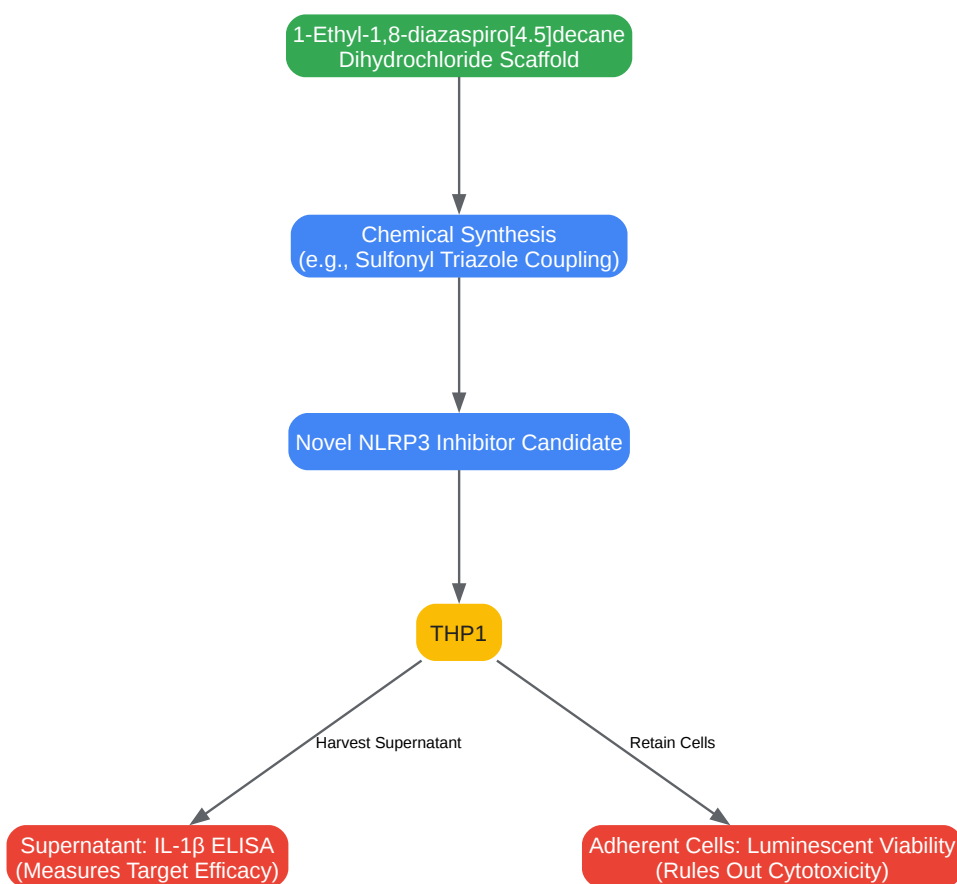 1-Ethyl-1,8-diazaspiro[4.5]decane
Dihydrochloride Scaffold
Chemical Synthesis
(e.g., Sulfonyl Triazole Coupling)
Novel NLRP3 Inhibitor Candidate
THP1
Harvest Supernatant
Retain Cells
Supernatant: IL-1β ELISA
(Measures Target Efficacy)
Adherent Cells: Luminescent Viability
(Rules Out Cytotoxicity)